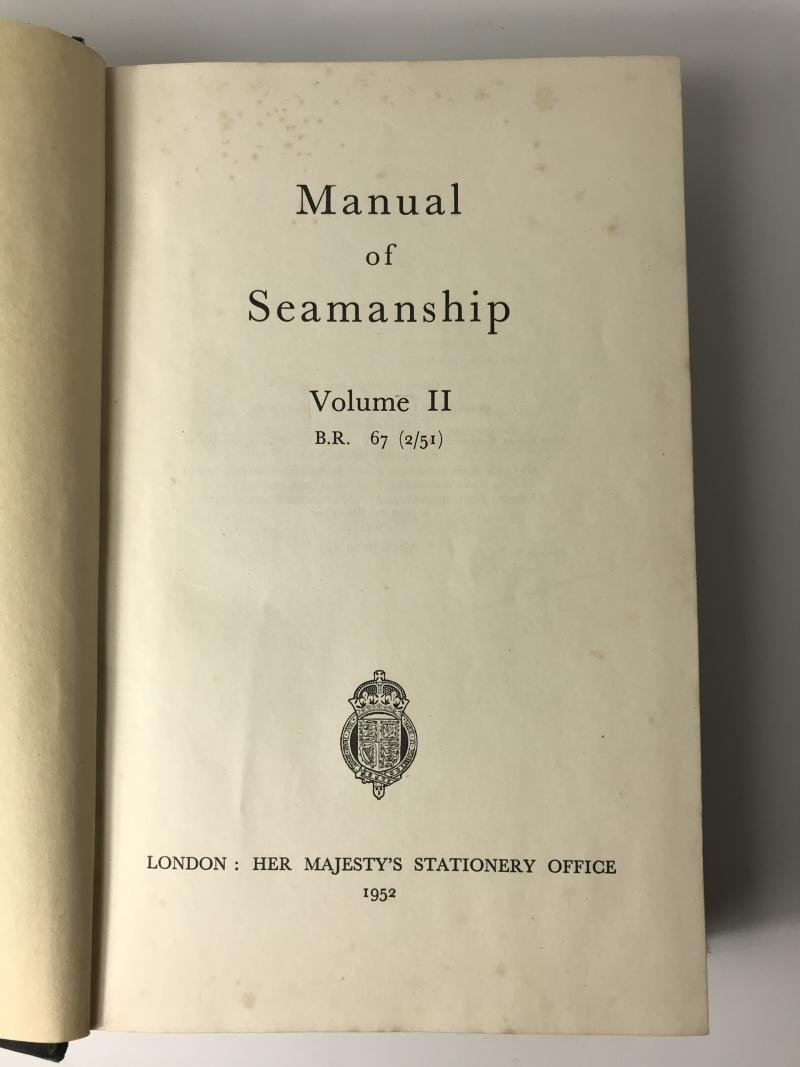 Manual
of
Seamanship
Volume II
B.R. 67 (2/51)
LONDON : HER MAJESTY'S STATIONERY OFFICE
1952